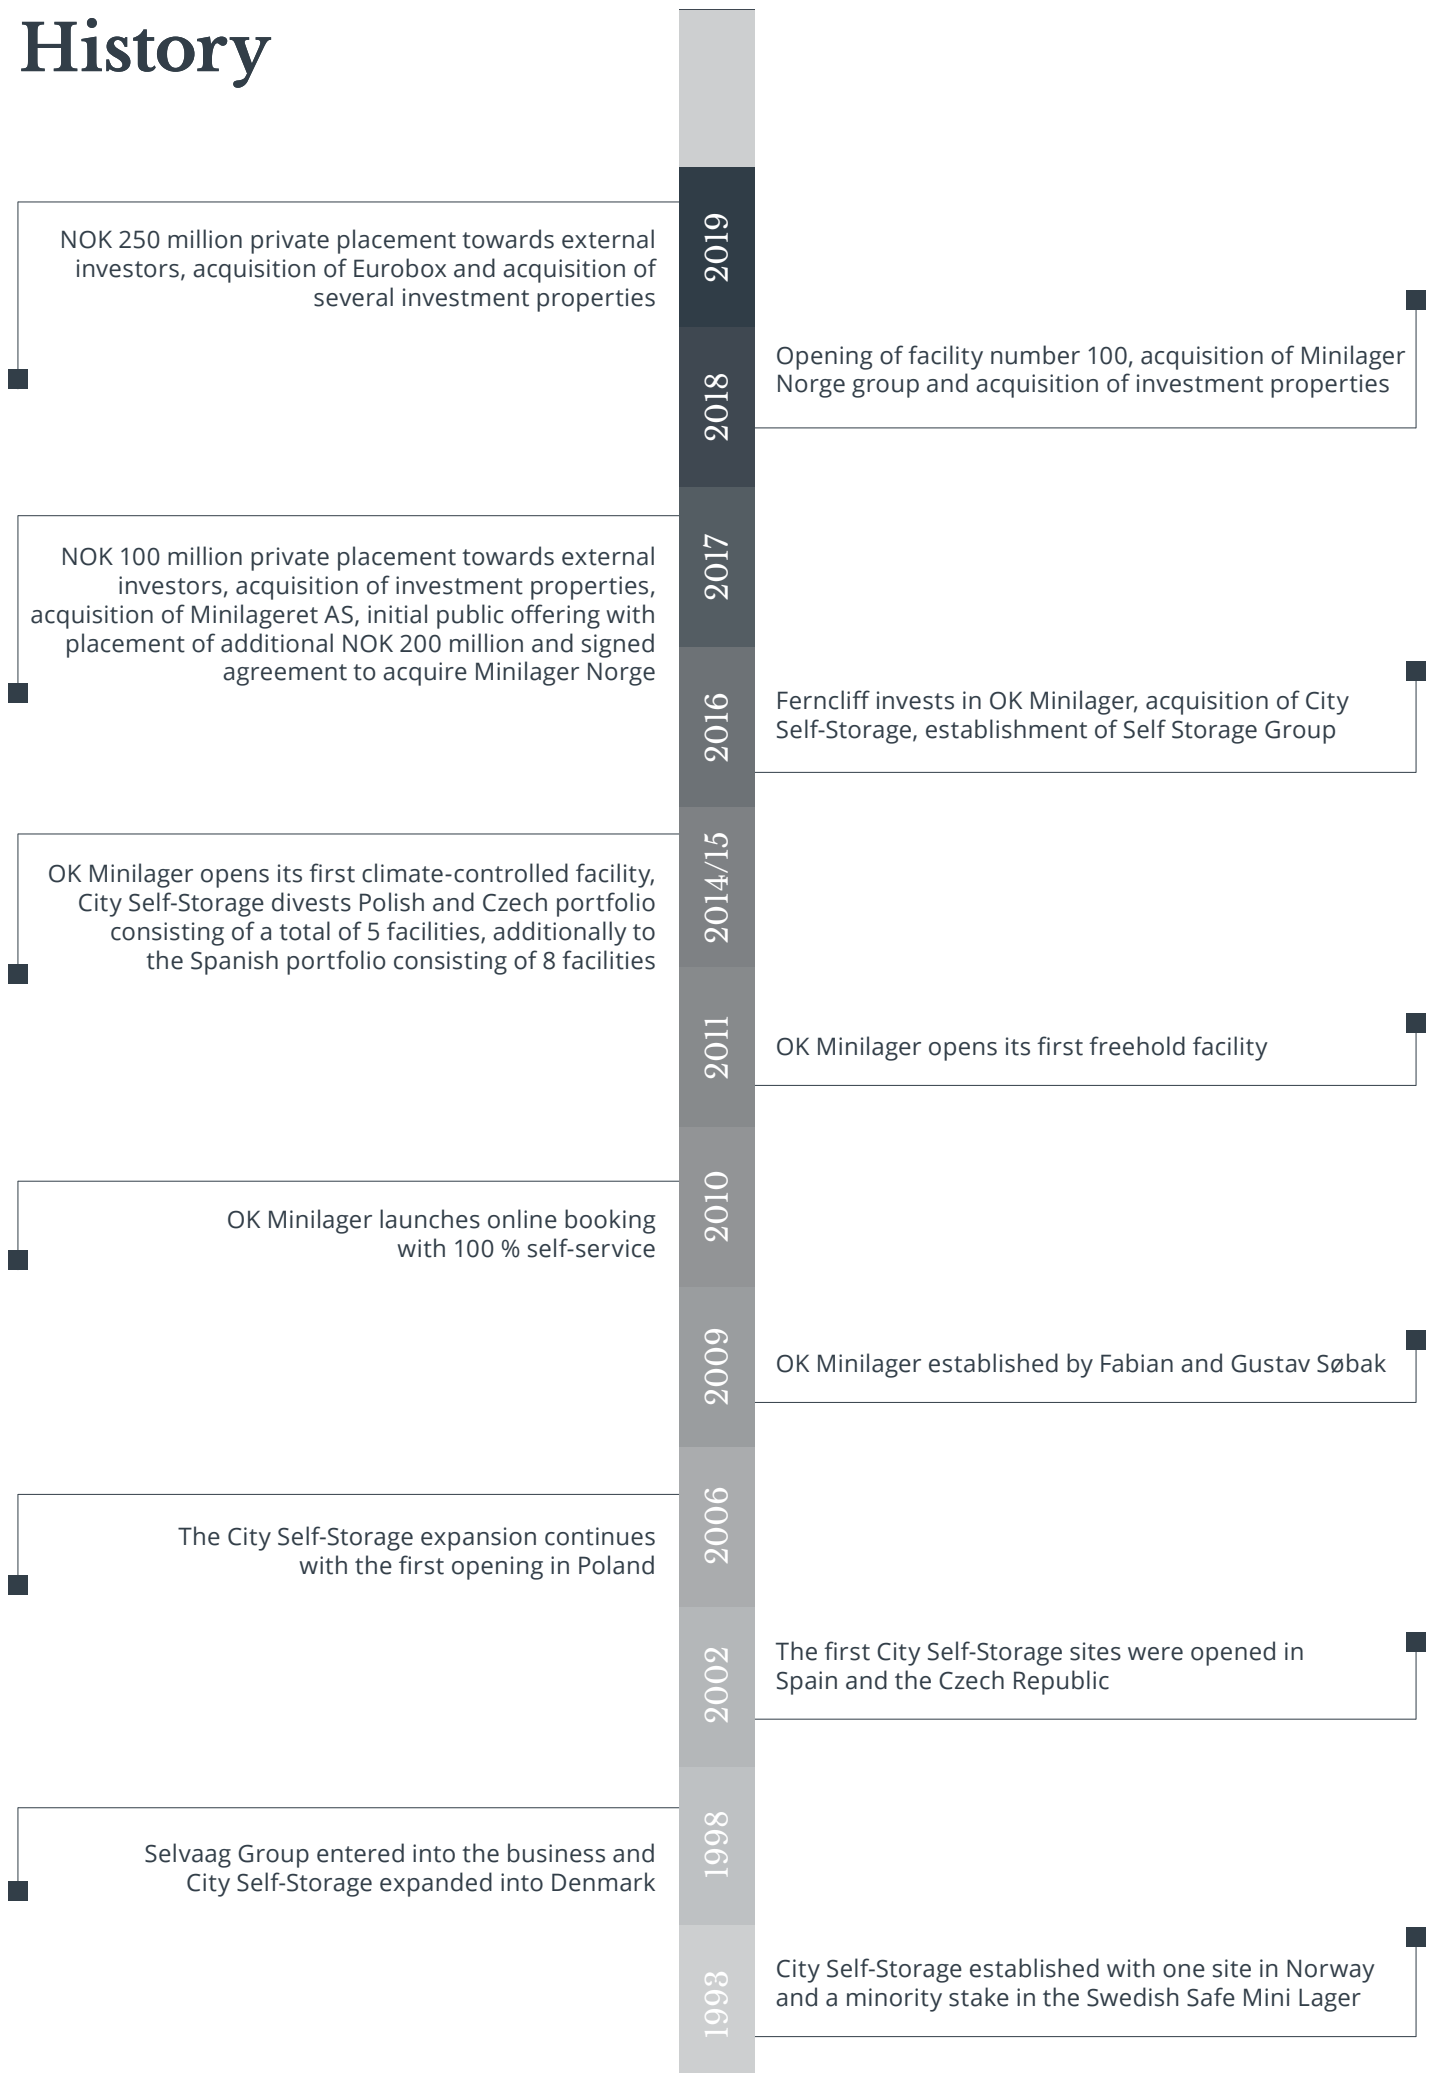 History
2019
NOK 250 million private placement towards external
investors, acquisition of Eurobox and acquisition of
several investment properties
2018
Opening of facility number 100, acquisition of Minilager
Norge group and acquisition of investment properties
2017
NOK 100 million private placement towards external
investors, acquisition of investment properties,
acquisition of Minilageret AS, initial public offering with
placement of additional NOK 200 million and signed
agreement to acquire Minilager Norge
2016
Ferncliff invests in OK Minilager, acquisition of City
Self-Storage, establishment of Self Storage Group
2014/15
OK Minilager opens its first climate-controlled facility,
City Self-Storage divests Polish and Czech portfolio
consisting of a total of 5 facilities, additionally to
the Spanish portfolio consisting of 8 facilities
2011
OK Minilager opens its first freehold facility
2010
OK Minilager launches online booking
with 100 % self-service
2009
OK Minilager established by Fabian and Gustav Søbak
2006
The City Self-Storage expansion continues
with the first opening in Poland
2002
The first City Self-Storage sites were opened in
Spain and the Czech Republic
1998
Selvaag Group entered into the business and
City Self-Storage expanded into Denmark
1993
City Self-Storage established with one site in Norway
and a minority stake in the Swedish Safe Mini Lager